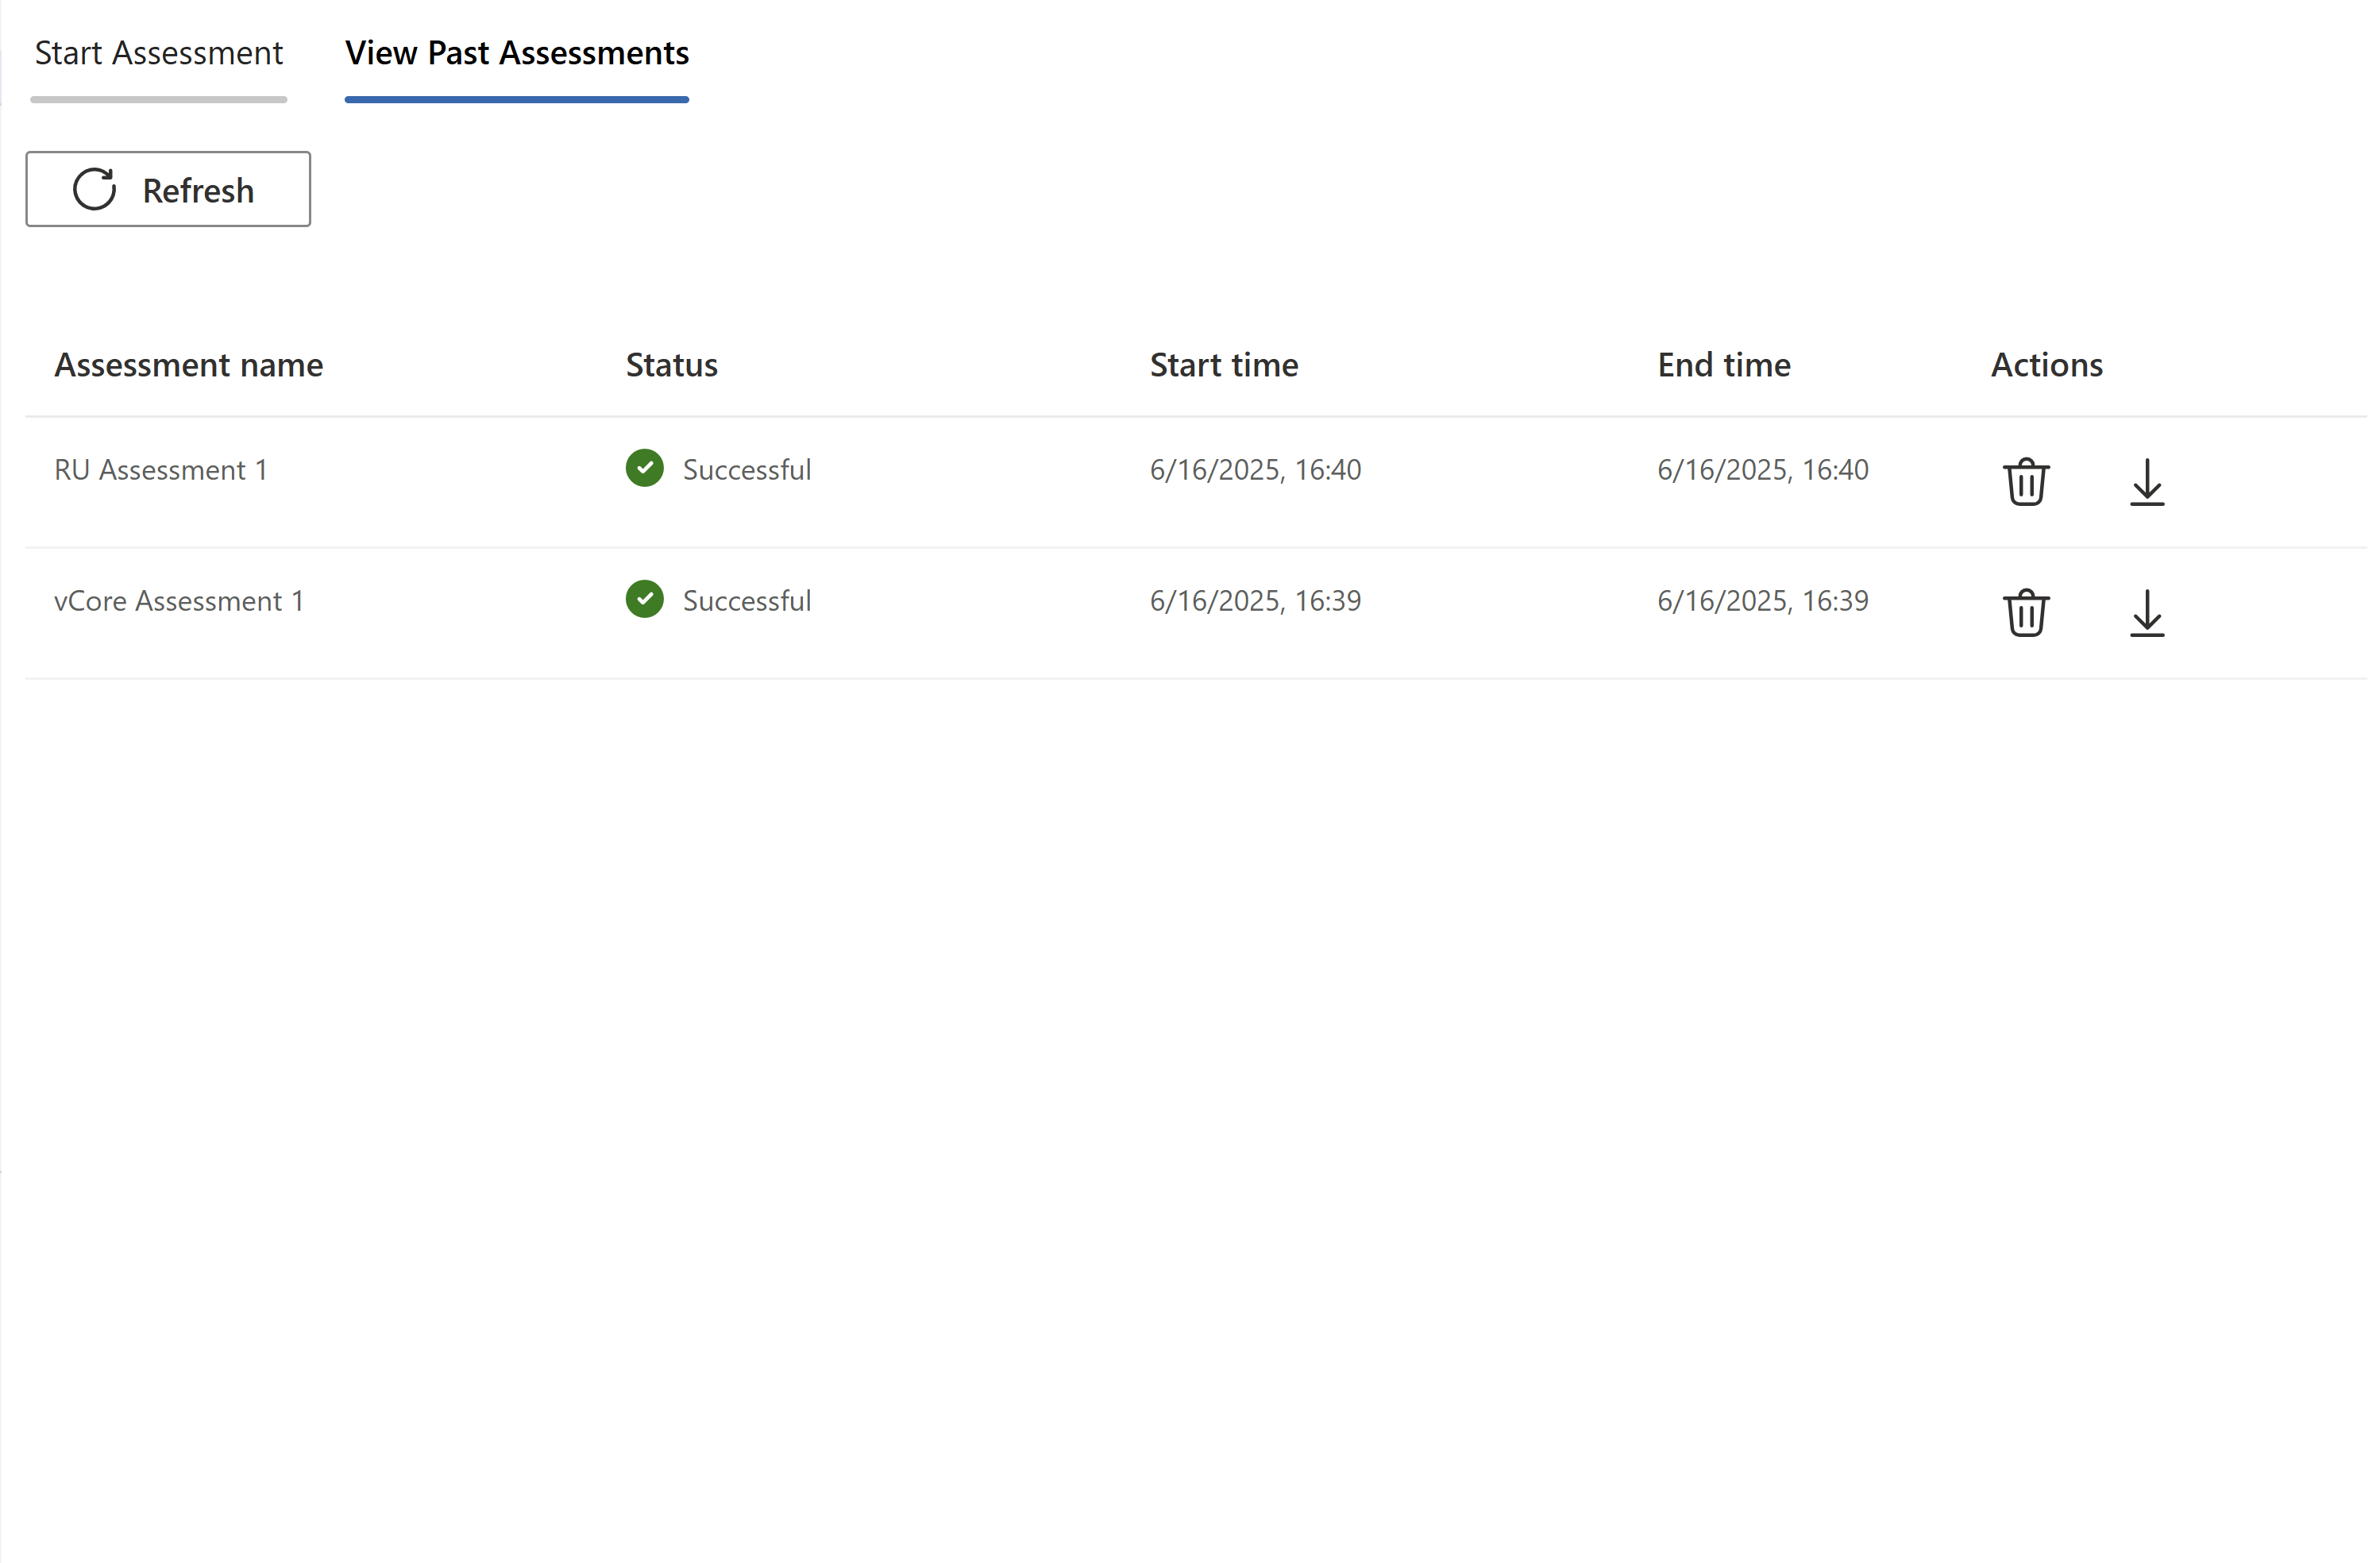 Start Assessment View Past Assessments
Refresh
Assessment name Status Start time End time Actions
RU Assessment 1 Successful 6/16/2025, 16:40 6/16/2025, 16:40
vCore Assessment 1 Successful 6/16/2025, 16:39 6/16/2025, 16:39